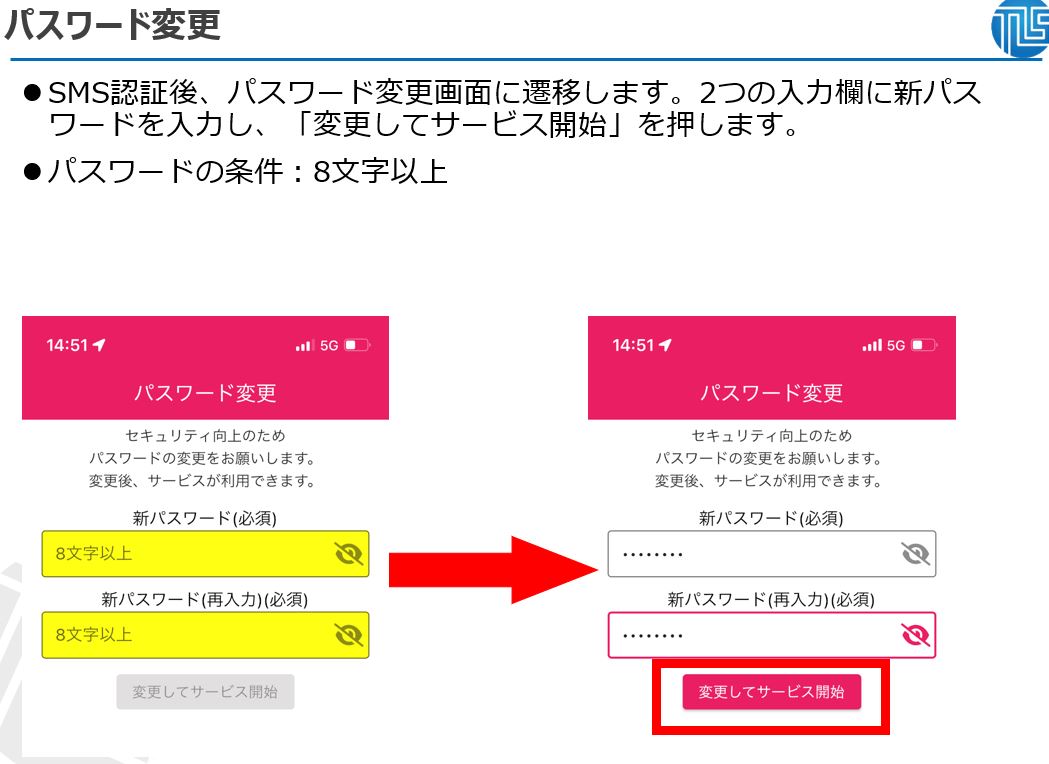 パスワード変更
TLS
●SMS認証後、パスワード変更画面に遷移します。2つの入力欄に新パス
ワードを入力し、「変更してサービス開始」を押します。
●パスワードの条件：8文字以上
14:51
5G
パスワード変更
セキュリティ向上のため
パスワードの変更をお願いします。
変更後、サービスが利用できます。
新パスワード(必須)
8文字以上
新パスワード(再入力)(必須)
8文字以上
変更してサービス開始
14:51
5G
パスワード変更
セキュリティ向上のため
パスワードの変更をお願いします。
変更後、サービスが利用できます。
新パスワード(必須)
••••••••
新パスワード(再入力)(必須)
••••••••
変更してサービス開始